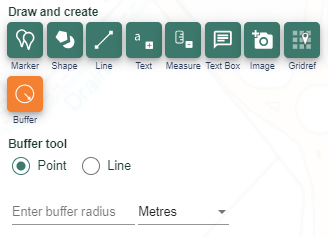 Draw and create
Marker Shape Line Text Measure Text Box Image Gridref
Buffer
Buffer tool
Point Line
Enter buffer radius Metres